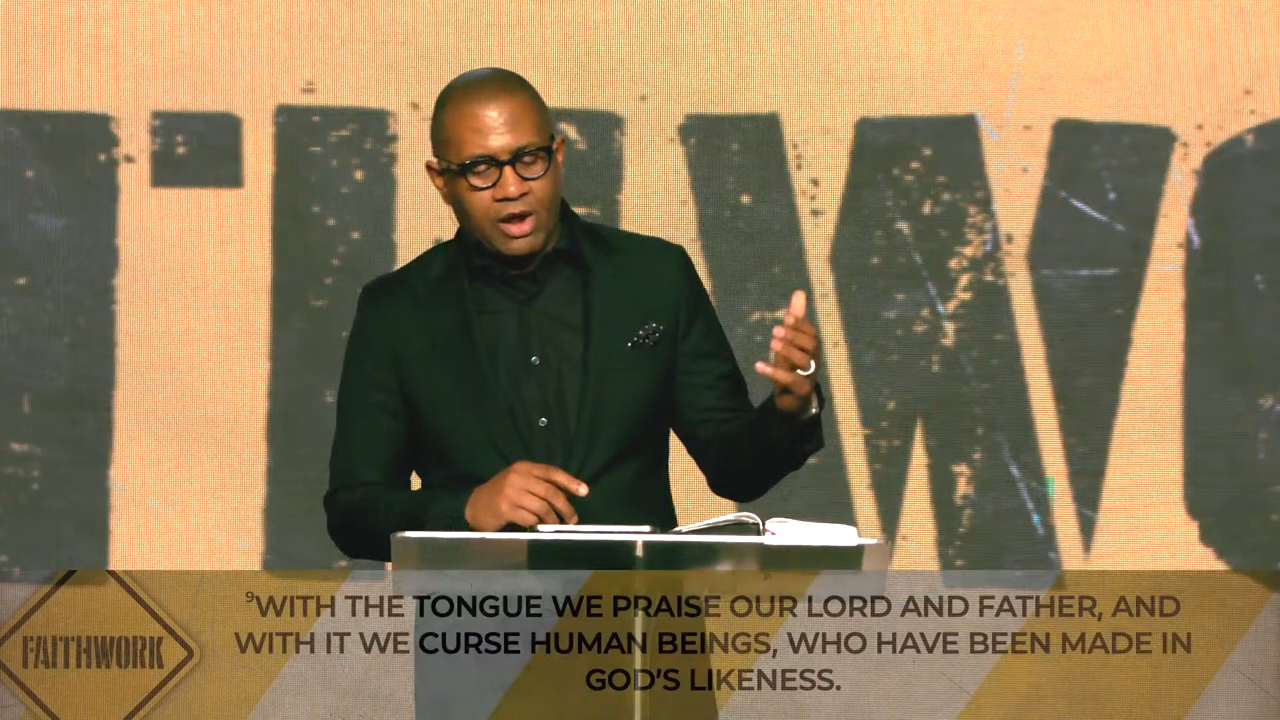 FAITHWORK
⁹WITH THE TONGUE WE PRAISE OUR LORD AND FATHER, AND
WITH IT WE CURSE HUMAN BEINGS, WHO HAVE BEEN MADE IN
GOD'S LIKENESS.